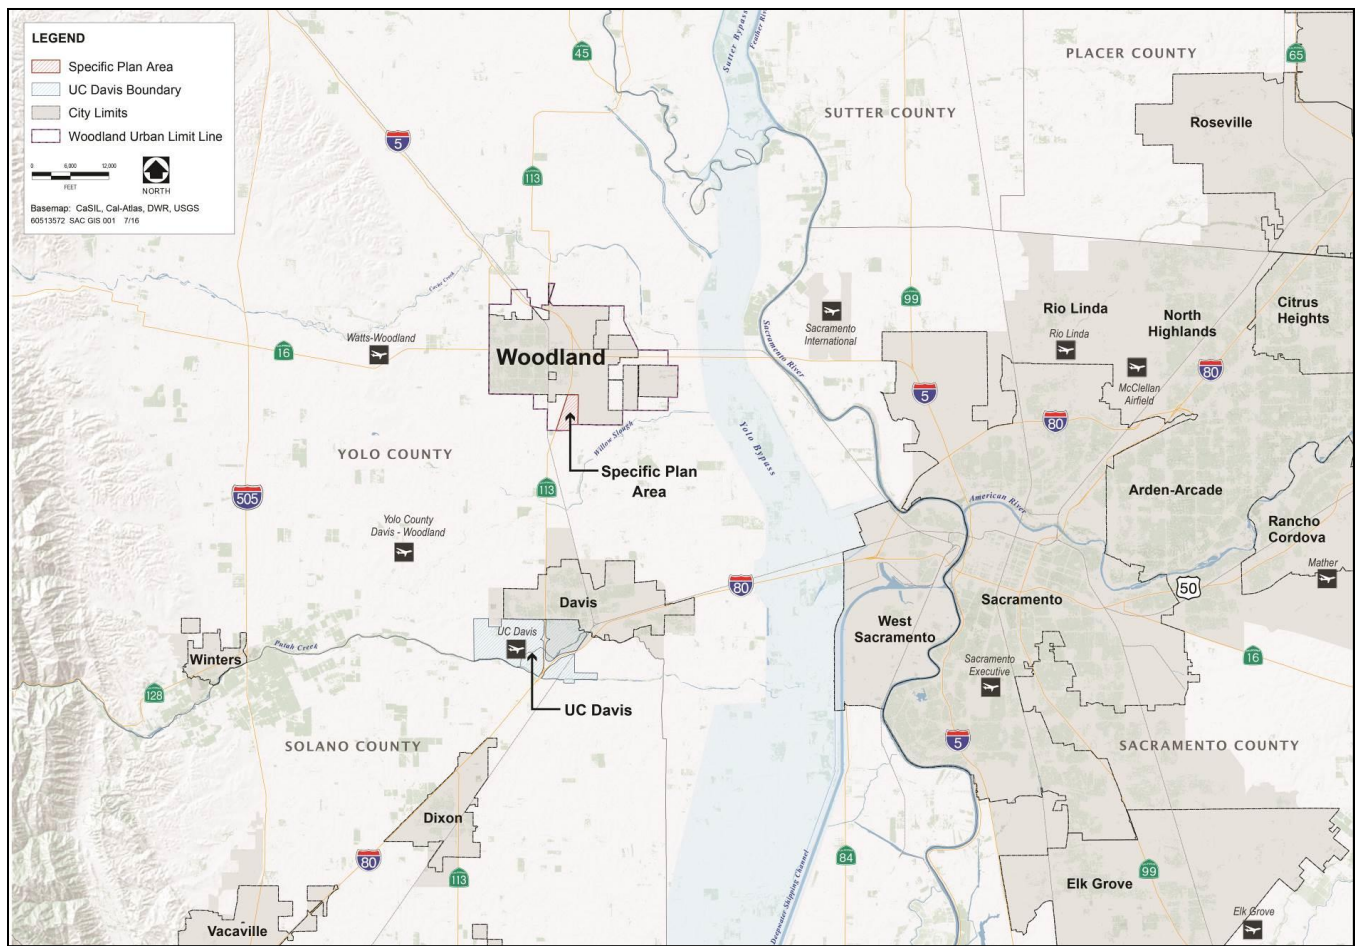 LEGEND
Specific Plan Area
UC Davis Boundary
City Limits
Woodland Urban Limit Line
0 6,000 12,000
FEET
NORTH
Basemap: CaSIL, Cal-Atlas, DWR, USGS
60513572 SAC GIS 001 7/16
45
Sutter Bypass
Feather River
PLACER COUNTY
65
SUTTER COUNTY
Roseville
5
113
Cache Creek
99
Sacramento
International
Rio Linda
Rio Linda
North
Highlands
Citrus
Heights
Watts-Woodland
16
Woodland
Sacramento River
McClellan
Airfield
80
5
80
Willow Slough
Yolo Bypass
YOLO COUNTY
Specific Plan
Area
113
505
Arden-Arcade
American River
Rancho
Cordova
Yolo County
Davis - Woodland
Mather
80
50
Davis
Sacramento
West
Sacramento
UC Davis
Putah Creek
Winters
Sacramento
Executive
16
128
UC Davis
SOLANO COUNTY
5
SACRAMENTO COUNTY
Dixon
80
113
84
99
Elk Grove
Deepwater Shipping Channel
Elk Grove
Vacaville